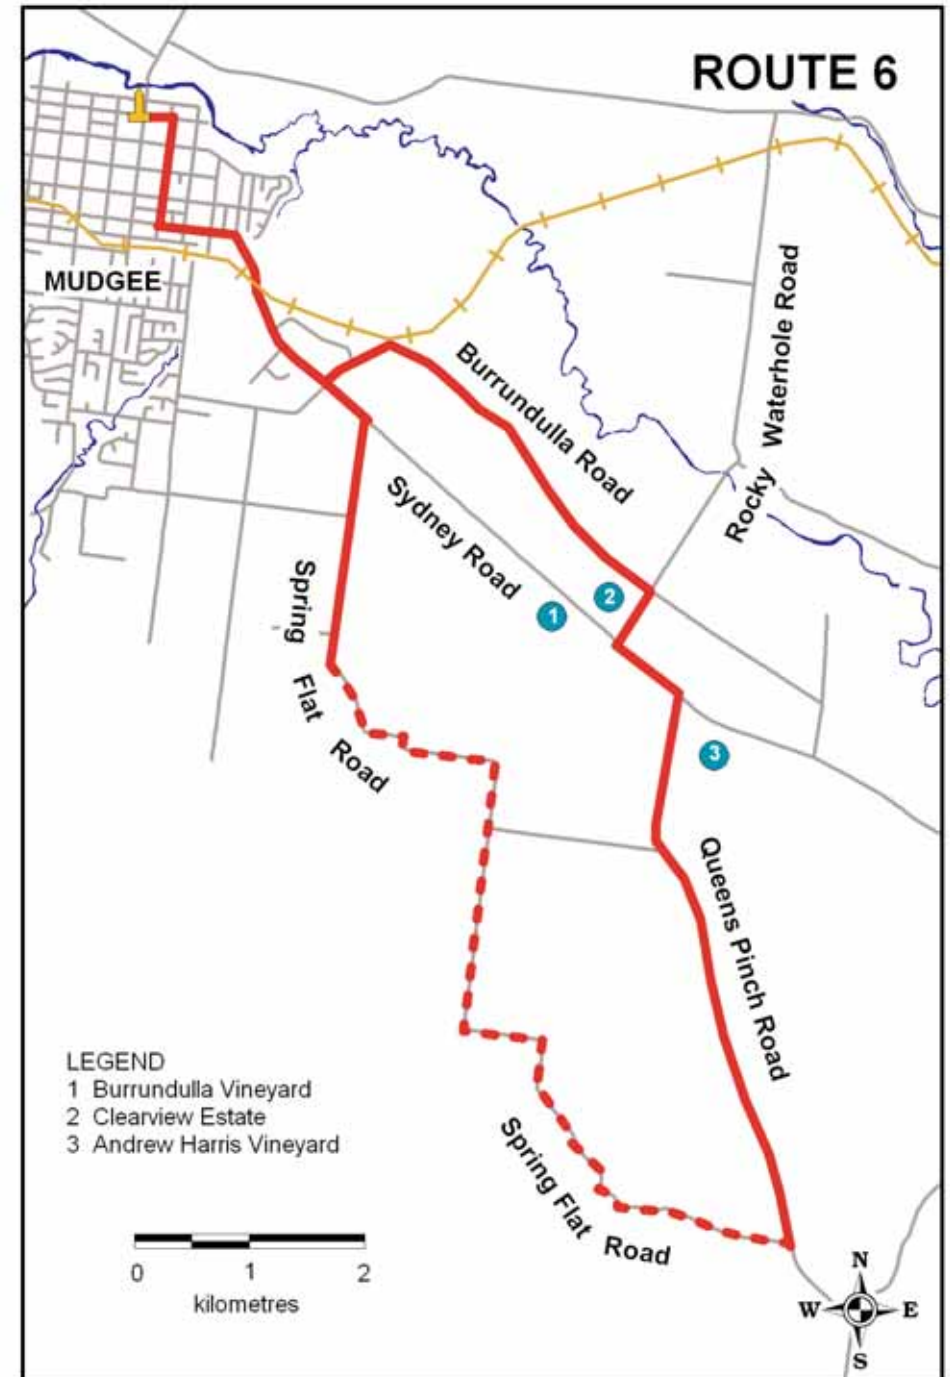 ROUTE 6
MUDGEE
Burrundulla Road
Rocky Waterhole Road
Sydney Road
Spring Flat Road
1
2
3
Queens Pinch Road
Spring Flat Road
LEGEND
1 Burrundulla Vineyard
2 Clearview Estate
3 Andrew Harris Vineyard
0 1 2
kilometres
N
W E
S